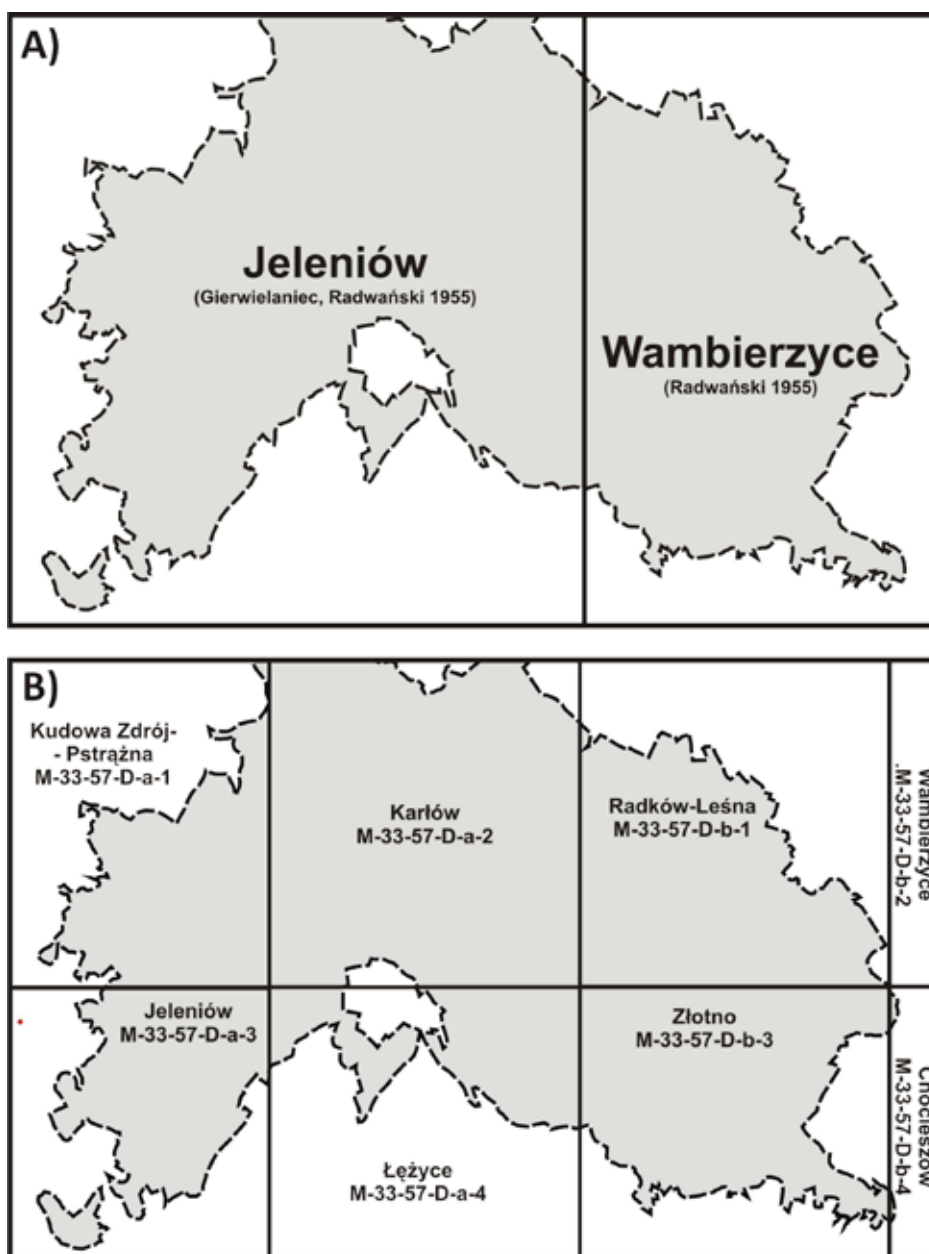 A)
Jeleniów
(Gierwielaniec, Radwański 1955)
Wambierzyce
(Radwański 1955)
B)
Kudowa Zdrój-
- Pstrążna
M-33-57-D-a-1
Karłów
M-33-57-D-a-2
Radków-Leśna
M-33-57-D-b-1
Wambierzyce
.M-33-57-D-b-2
Jeleniów
M-33-57-D-a-3
Złotno
M-33-57-D-b-3
Chocieszów
M-33-57-D-b-4
Łężyce
M-33-57-D-a-4